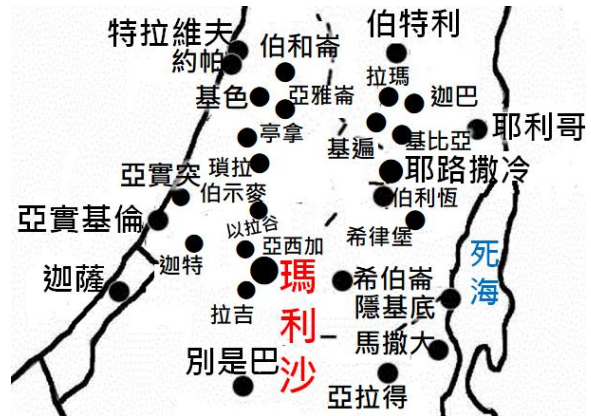 特拉維夫
約帕
伯和崙
伯特利
拉瑪
基色
亞雅崙
迦巴
亭拿
基遍
基比亞
耶利哥
瑣拉
耶路撒冷
亞實突
伯示麥
伯利恆
亞實基倫
以拉谷
希律堡
亞西加
迦特
死海
迦薩
瑪利沙
希伯崙
隱基底
拉吉
馬撒大
別是巴
亞拉得